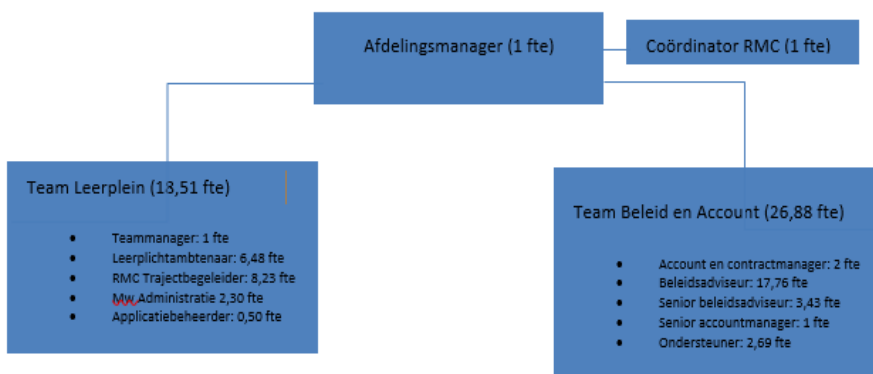 Afdelingsmanager (1 fte)
Coördinator RMC (1 fte)
Team Leerplein (18,51 fte)
• Teammanager: 1 fte
• Leerplichtambtenaar: 6,48 fte
• RMC Trajectbegeleider: 8,23 fte
• Mw.Administratie 2,30 fte
• Applicatiebeheerder: 0,50 fte
Team Beleid en Account (26,88 fte)
• Account en contractmanager: 2 fte
• Beleidsadviseur: 17,76 fte
• Senior beleidsadviseur: 3,43 fte
• Senior accountmanager: 1 fte
• Ondersteuner: 2,69 fte